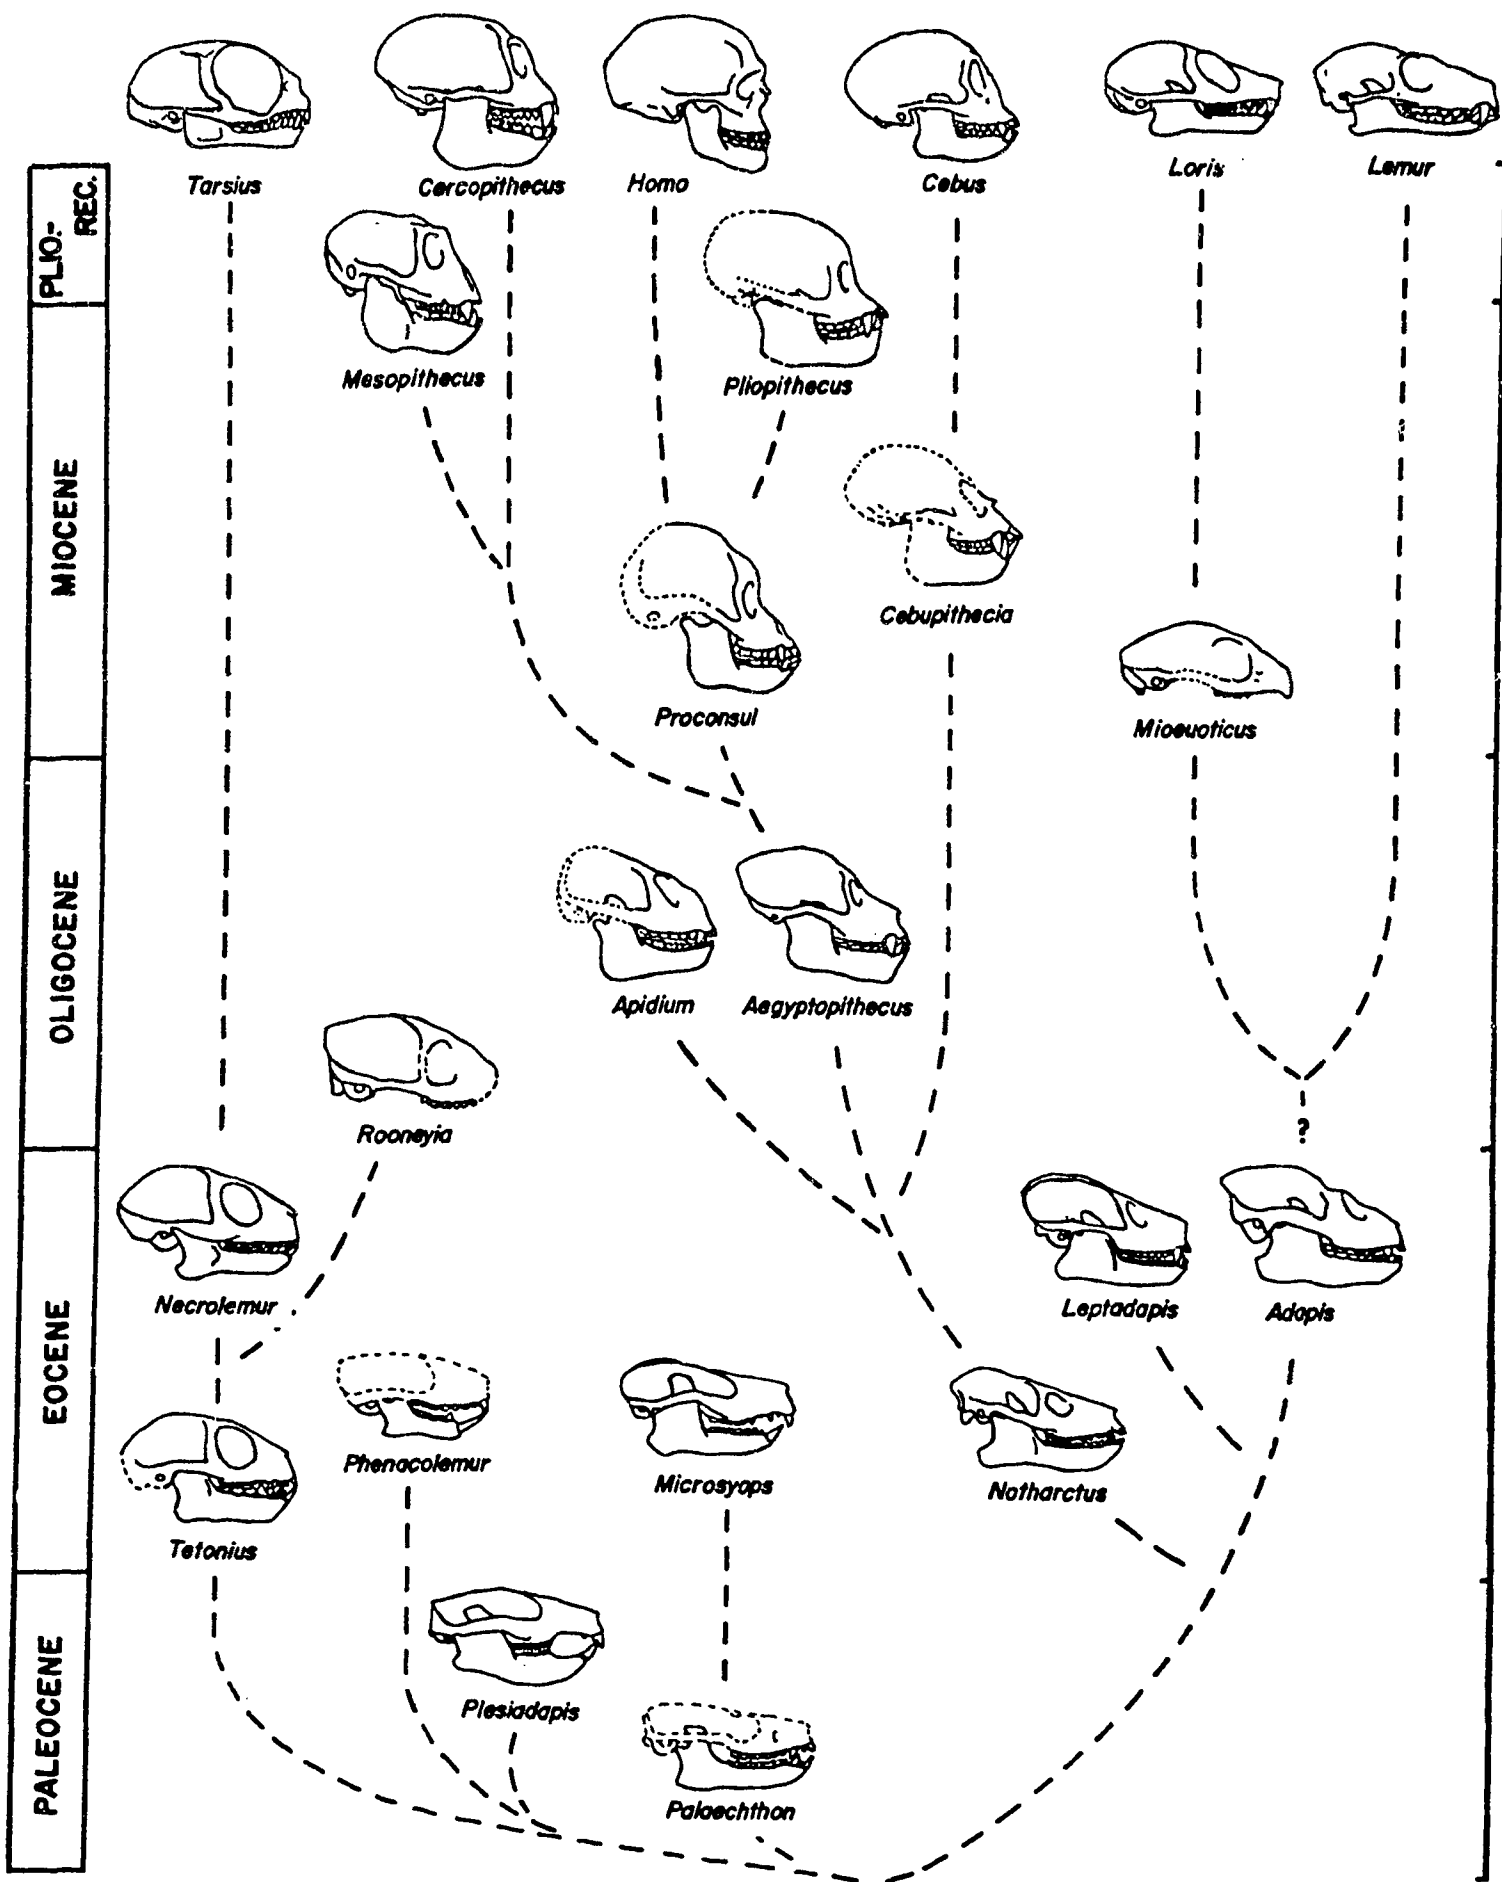 Tarsius
Cercopithecus
Homo
Cebus
Loris
Lemur
PLIO.-
REC.
Mesopithecus
Pliopithecus
MIOCENE
Cebupithecia
Proconsul
Mioeuoticus
OLIGOCENE
Apidium
Aegyptopithecus
Rooneyia
?
EOCENE
Necrolemur
Leptadapis
Adapis
Phenacolemur
Microsyops
Notharctus
Tetonius
PALEOCENE
Plesiadapis
Palaechthon